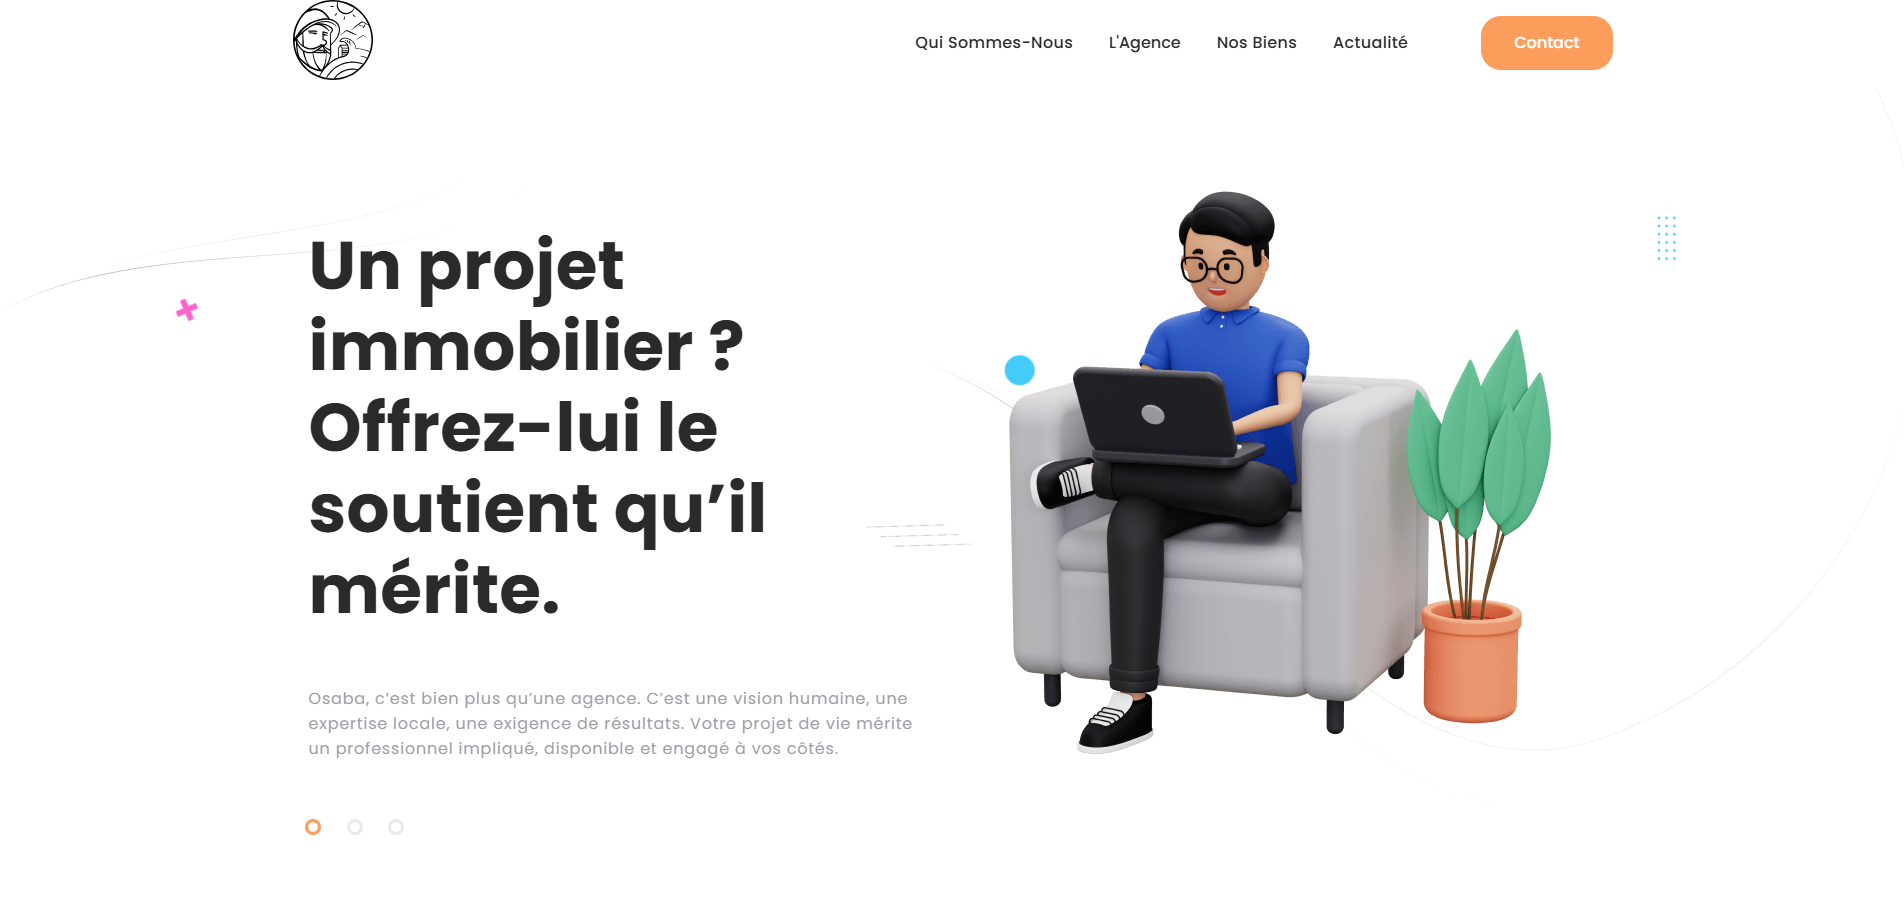 Qui Sommes-Nous
L'Agence
Nos Biens
Actualité
Contact
Un projet
immobilier ?
Offrez-lui le
soutient qu’il
mérite.
Osaba, c’est bien plus qu’une agence. C’est une vision humaine, une
expertise locale, une exigence de résultats. Votre projet de vie mérite
un professionnel impliqué, disponible et engagé à vos côtés.